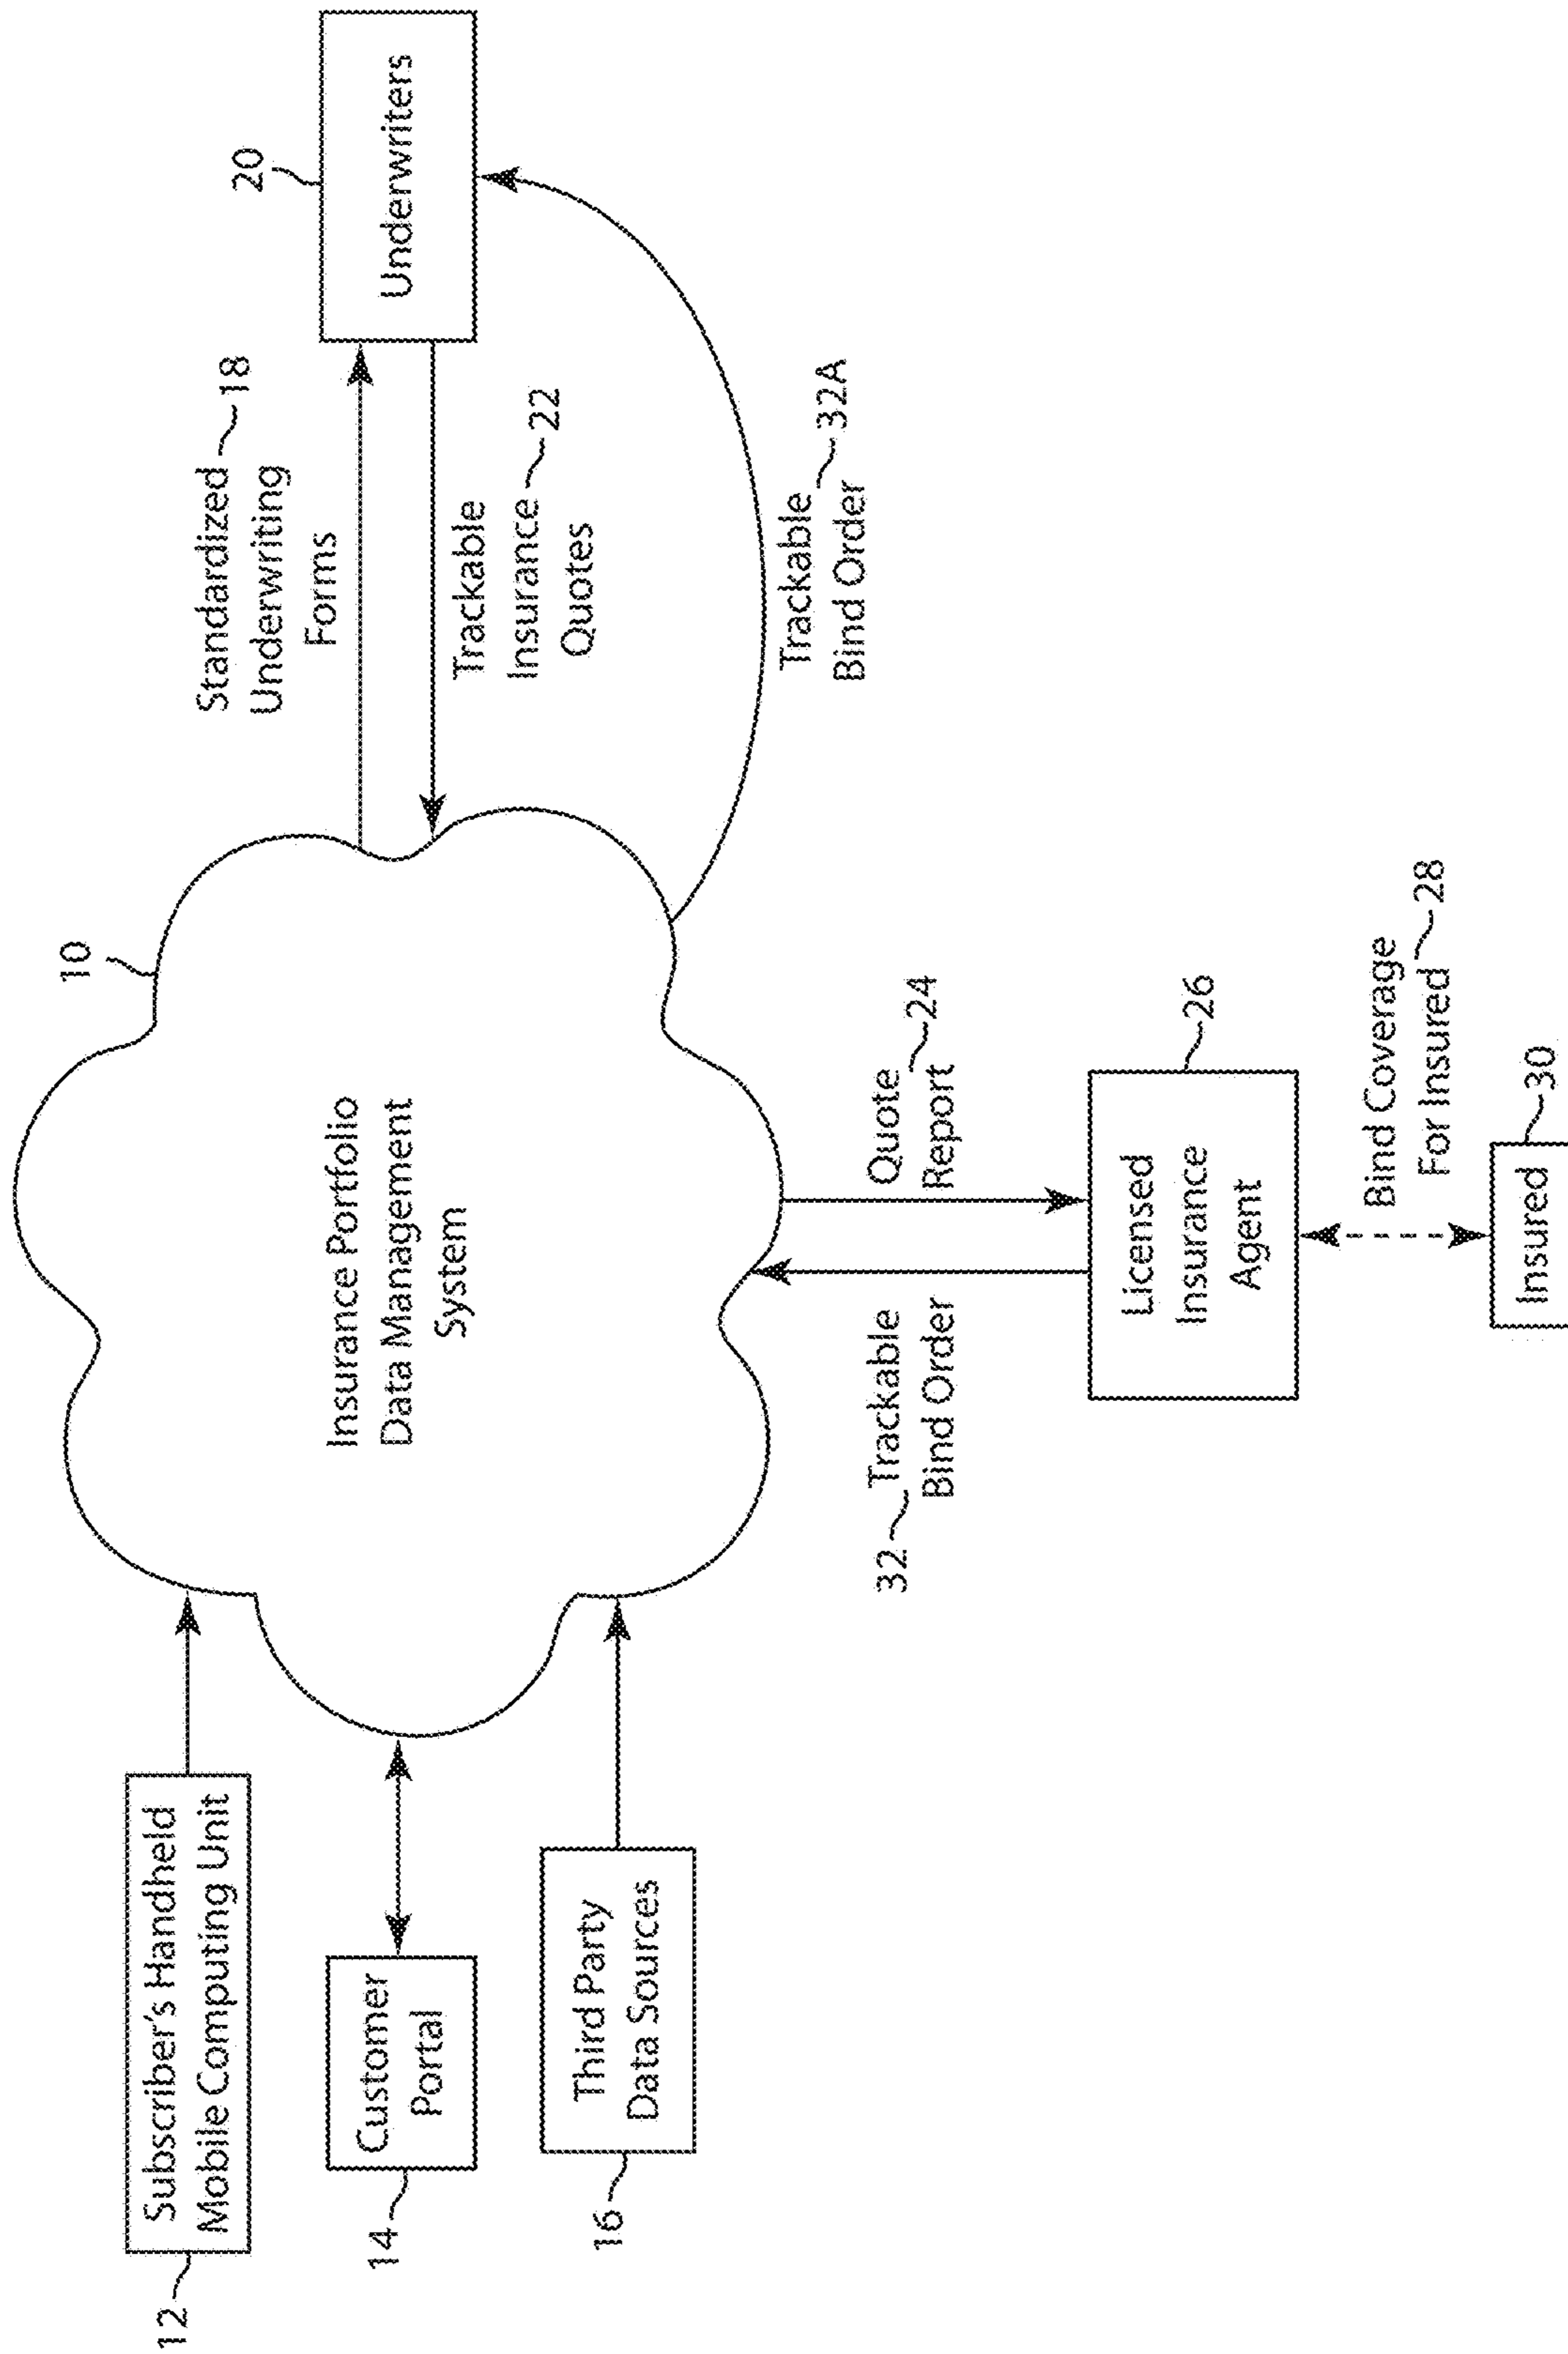 12
Subscriber's Handheld
Mobile Computing Unit
14
Customer
Portal
16
Third Party
Data Sources
10
Insurance Portfolio
Data Management
System
Standardized 18
Underwriting
Forms
Trackable
Insurance 22
Quotes
20
Underwriters
Trackable 32A
Bind Order
32 Trackable
Bind Order
Quote 24
Report
Licensed
Insurance
Agent
26
Bind Coverage
For Insured 28
Insured
30